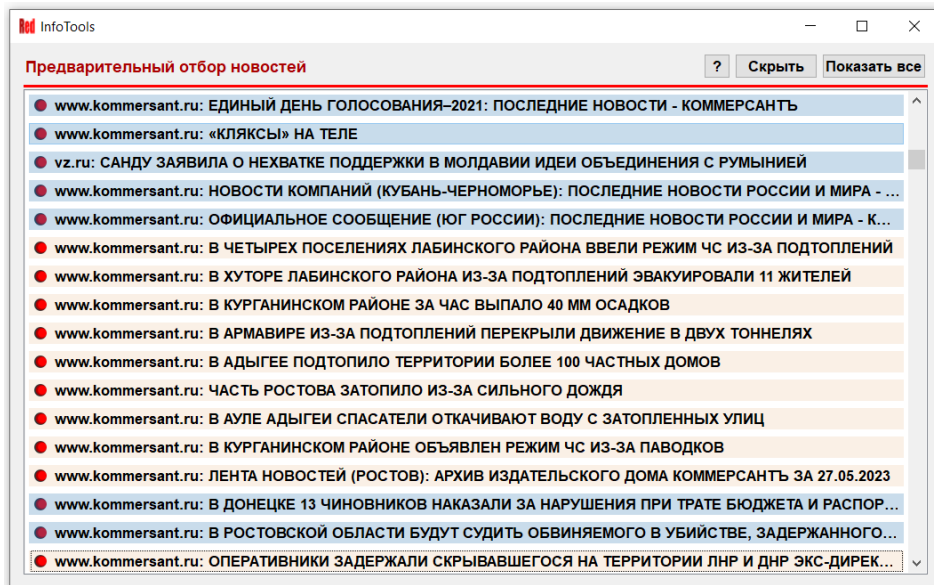 Red InfoTools
Предварительный отбор новостей ? Скрыть Показать все
www.kommersant.ru: ЕДИНЫЙ ДЕНЬ ГОЛОСОВАНИЯ–2021: ПОСЛЕДНИЕ НОВОСТИ - КОММЕРСАНТЪ
www.kommersant.ru: «КЛЯКСЫ» НА ТЕЛЕ
vz.ru: САНДУ ЗАЯВИЛА О НЕХВАТКЕ ПОДДЕРЖКИ В МОЛДАВИИ ИДЕИ ОБЪЕДИНЕНИЯ С РУМЫНИЕЙ
www.kommersant.ru: НОВОСТИ КОМПАНИЙ (КУБАНЬ-ЧЕРНОМОРЬЕ): ПОСЛЕДНИЕ НОВОСТИ РОССИИ И МИРА - ...
www.kommersant.ru: ОФИЦИАЛЬНОЕ СООБЩЕНИЕ (ЮГ РОССИИ): ПОСЛЕДНИЕ НОВОСТИ РОССИИ И МИРА - К...
www.kommersant.ru: В ЧЕТЫРЕХ ПОСЕЛЕНИЯХ ЛАБИНСКОГО РАЙОНА ВВЕЛИ РЕЖИМ ЧС ИЗ-ЗА ПОДТОПЛЕНИЙ
www.kommersant.ru: В ХУТОРЕ ЛАБИНСКОГО РАЙОНА ИЗ-ЗА ПОДТОПЛЕНИЙ ЭВАКУИРОВАЛИ 11 ЖИТЕЛЕЙ
www.kommersant.ru: В КУРГАНИНСКОМ РАЙОНЕ ЗА ЧАС ВЫПАЛО 40 ММ ОСАДКОВ
www.kommersant.ru: В АРМАВИРЕ ИЗ-ЗА ПОДТОПЛЕНИЙ ПЕРЕКРЫЛИ ДВИЖЕНИЕ В ДВУХ ТОННЕЛЯХ
www.kommersant.ru: В АДЫГЕЕ ПОДТОПИЛО ТЕРРИТОРИИ БОЛЕЕ 100 ЧАСТНЫХ ДОМОВ
www.kommersant.ru: ЧАСТЬ РОСТОВА ЗАТОПИЛО ИЗ-ЗА СИЛЬНОГО ДОЖДЯ
www.kommersant.ru: В АУЛЕ АДЫГЕИ СПАСАТЕЛИ ОТКАЧИВАЮТ ВОДУ С ЗАТОПЛЕННЫХ УЛИЦ
www.kommersant.ru: В КУРГАНИНСКОМ РАЙОНЕ ОБЪЯВЛЕН РЕЖИМ ЧС ИЗ-ЗА ПАВОДКОВ
www.kommersant.ru: ЛЕНТА НОВОСТЕЙ (РОСТОВ): АРХИВ ИЗДАТЕЛЬСКОГО ДОМА КОММЕРСАНТЪ ЗА 27.05.2023
www.kommersant.ru: В ДОНЕЦКЕ 13 ЧИНОВНИКОВ НАКАЗАЛИ ЗА НАРУШЕНИЯ ПРИ ТРАТЕ БЮДЖЕТА И РАСПОР...
www.kommersant.ru: В РОСТОВСКОЙ ОБЛАСТИ БУДУТ СУДИТЬ ОБВИНЯЕМОГО В УБИЙСТВЕ, ЗАДЕРЖАННОГО...
www.kommersant.ru: ОПЕРАТИВНИКИ ЗАДЕРЖАЛИ СКРЫВАВШЕГОСЯ НА ТЕРРИТОРИИ ЛНР И ДНР ЭКС-ДИРЕК...